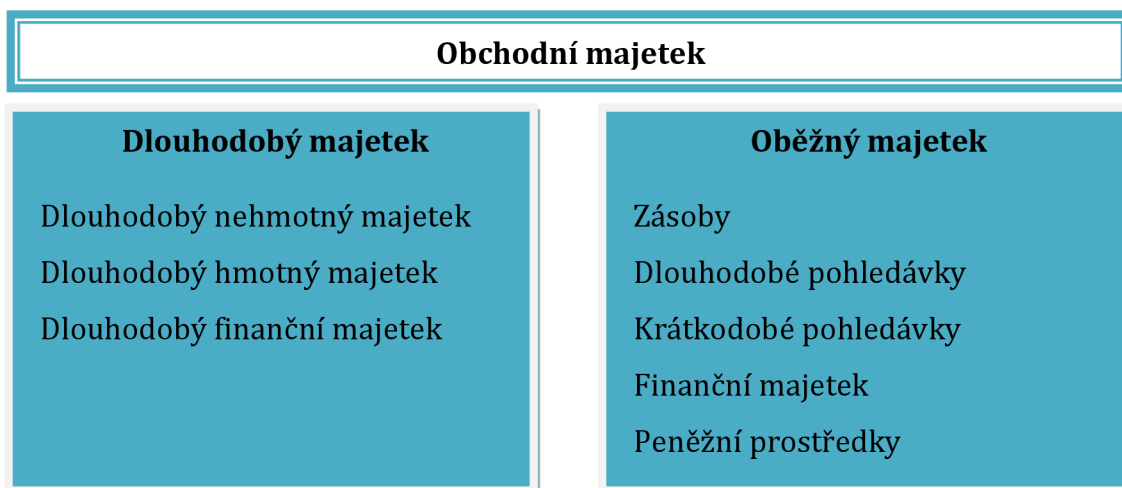 Obchodní majetek
Dlouhodobý majetek
Dlouhodobý nehmotný majetek
Dlouhodobý hmotný majetek
Dlouhodobý finanční majetek
Oběžný majetek
Zásoby
Dlouhodobé pohledávky
Krátkodobé pohledávky
Finanční majetek
Peněžní prostředky